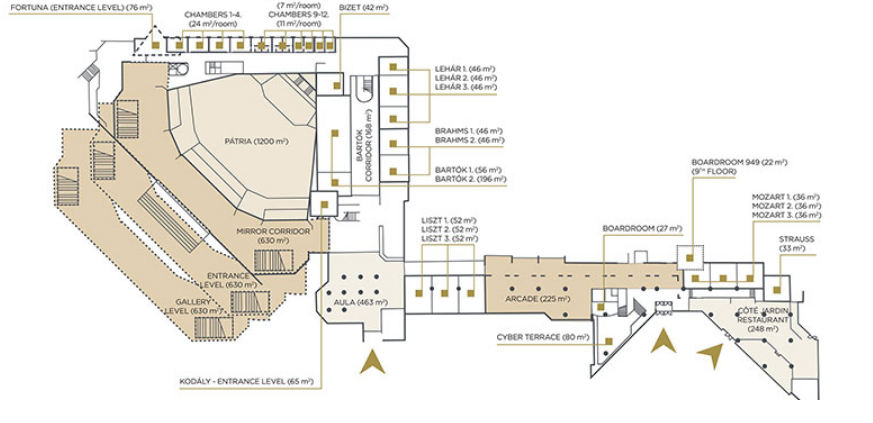 FORTUNA (ENTRANCE LEVEL) (76 m²)
CHAMBERS 1-4.
(24 m²/room)
(7 m²/room)
CHAMBERS 9-12.
(11 m²/room)
BIZET (42 m²)
LEHÁR 1. (46 m²)
LEHÁR 2. (46 m²)
LEHÁR 3. (46 m²)
BRAHMS 1. (46 m²)
BRAHMS 2. (46 m²)
BARTÓK 1. (56 m²)
BARTÓK 2. (196 m²)
PÁTRIA (1200 m²)
BARTÓK
CORRIDOR (168 m²)
MIRROR CORRIDOR
(630 m²)
ENTRANCE
LEVEL (630 m²)
GALLERY
LEVEL (630 m²)
AULA (463 m²)
KODÁLY - ENTRANCE LEVEL (65 m²)
LISZT 1. (52 m²)
LISZT 2. (52 m²)
LISZT 3. (52 m²)
ARCADE (225 m²)
CYBER TERRACE (80 m²)
BOARDROOM (27 m²)
BOARDROOM 949 (22 m²)
(9TH FLOOR)
MOZART 1. (36 m²)
MOZART 2. (36 m²)
MOZART 3. (36 m²)
STRAUSS
(33 m²)
CÔTÉ JARDIN
RESTAURANT
(248 m²)